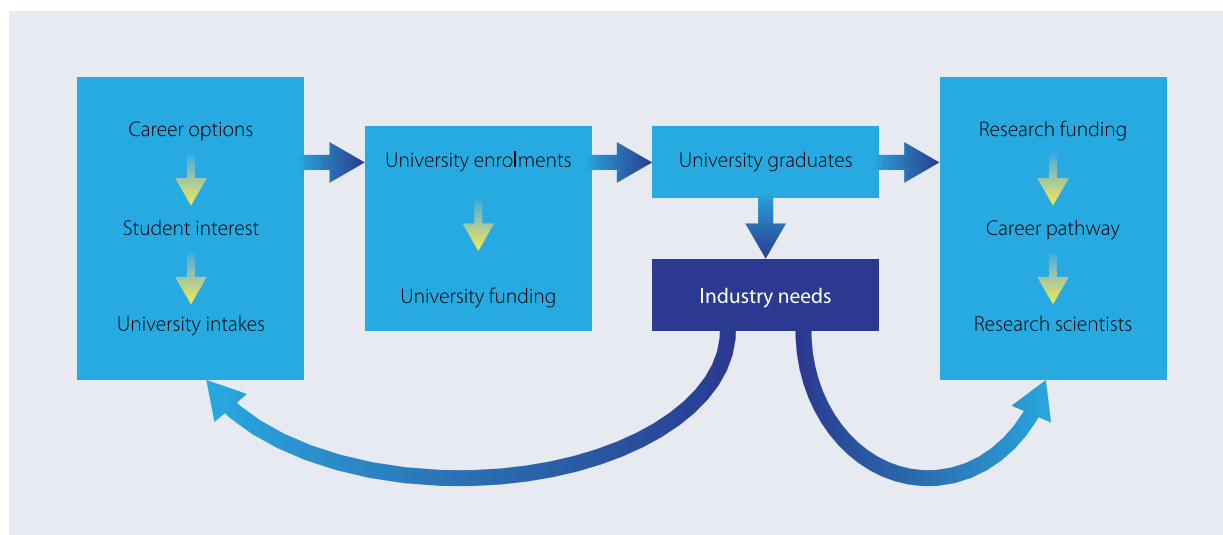 Career options
Student interest
University intakes
University enrolments
University funding
University graduates
Industry needs
Research funding
Career pathway
Research scientists